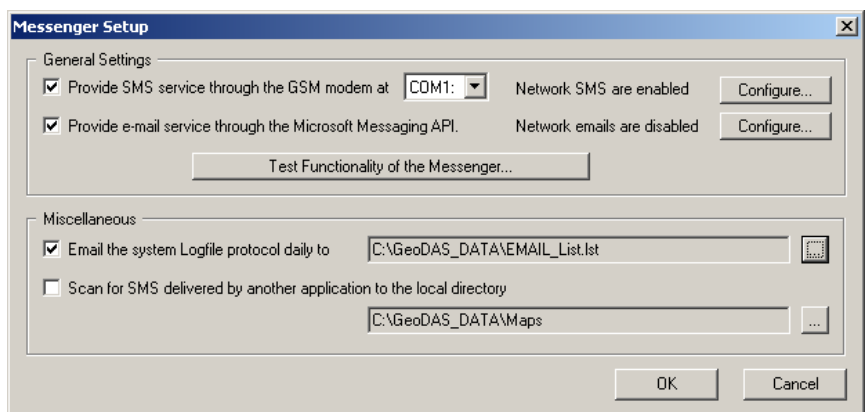 Messenger Setup
General Settings
Provide SMS service through the GSM modem at COM1: Network SMS are enabled Configure...
Provide e-mail service through the Microsoft Messaging API. Network emails are disabled Configure...
Test Functionality of the Messenger...
Miscellaneous
Email the system Logfile protocol daily to C:\GeoDAS_DATA\EMAIL_List.lst ...
Scan for SMS delivered by another application to the local directory
C:\GeoDAS_DATA\Maps ...
OK Cancel